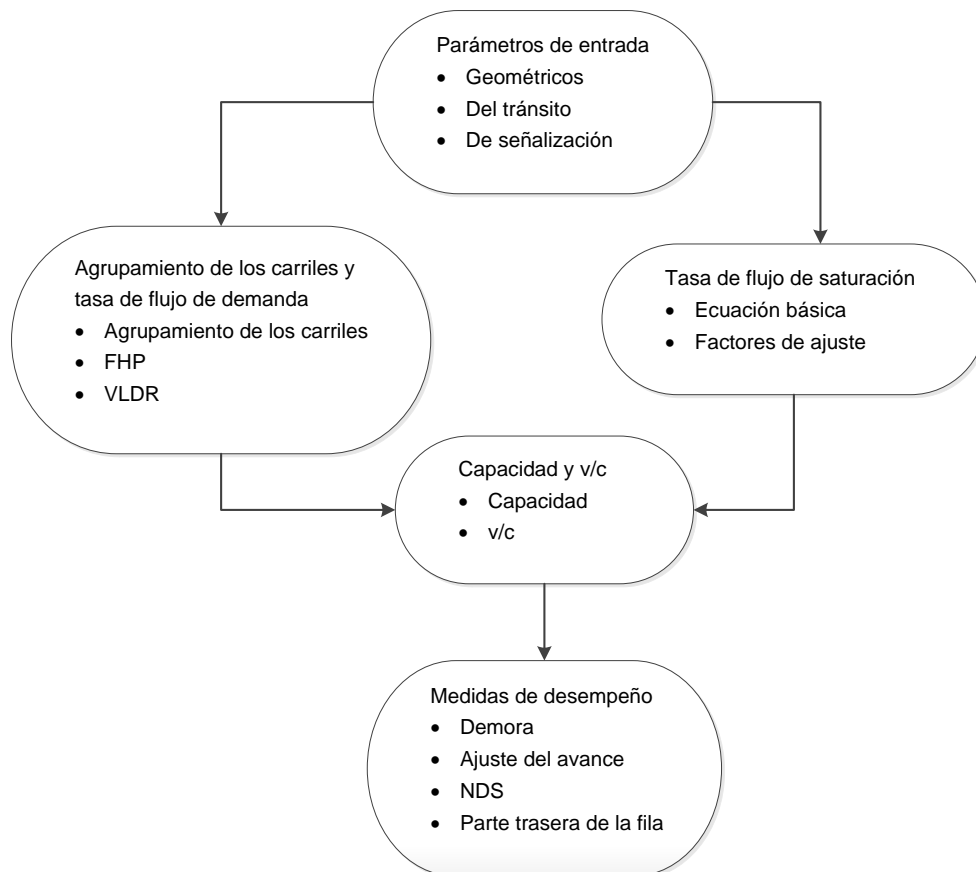 Parámetros de entrada
• Geométricos
• Del tránsito
• De señalización
Agrupamiento de los carriles y
tasa de flujo de demanda
• Agrupamiento de los carriles
• FHP
• VLDR
Tasa de flujo de saturación
• Ecuación básica
• Factores de ajuste
Capacidad y v/c
• Capacidad
• v/c
Medidas de desempeño
• Demora
• Ajuste del avance
• NDS
• Parte trasera de la fila